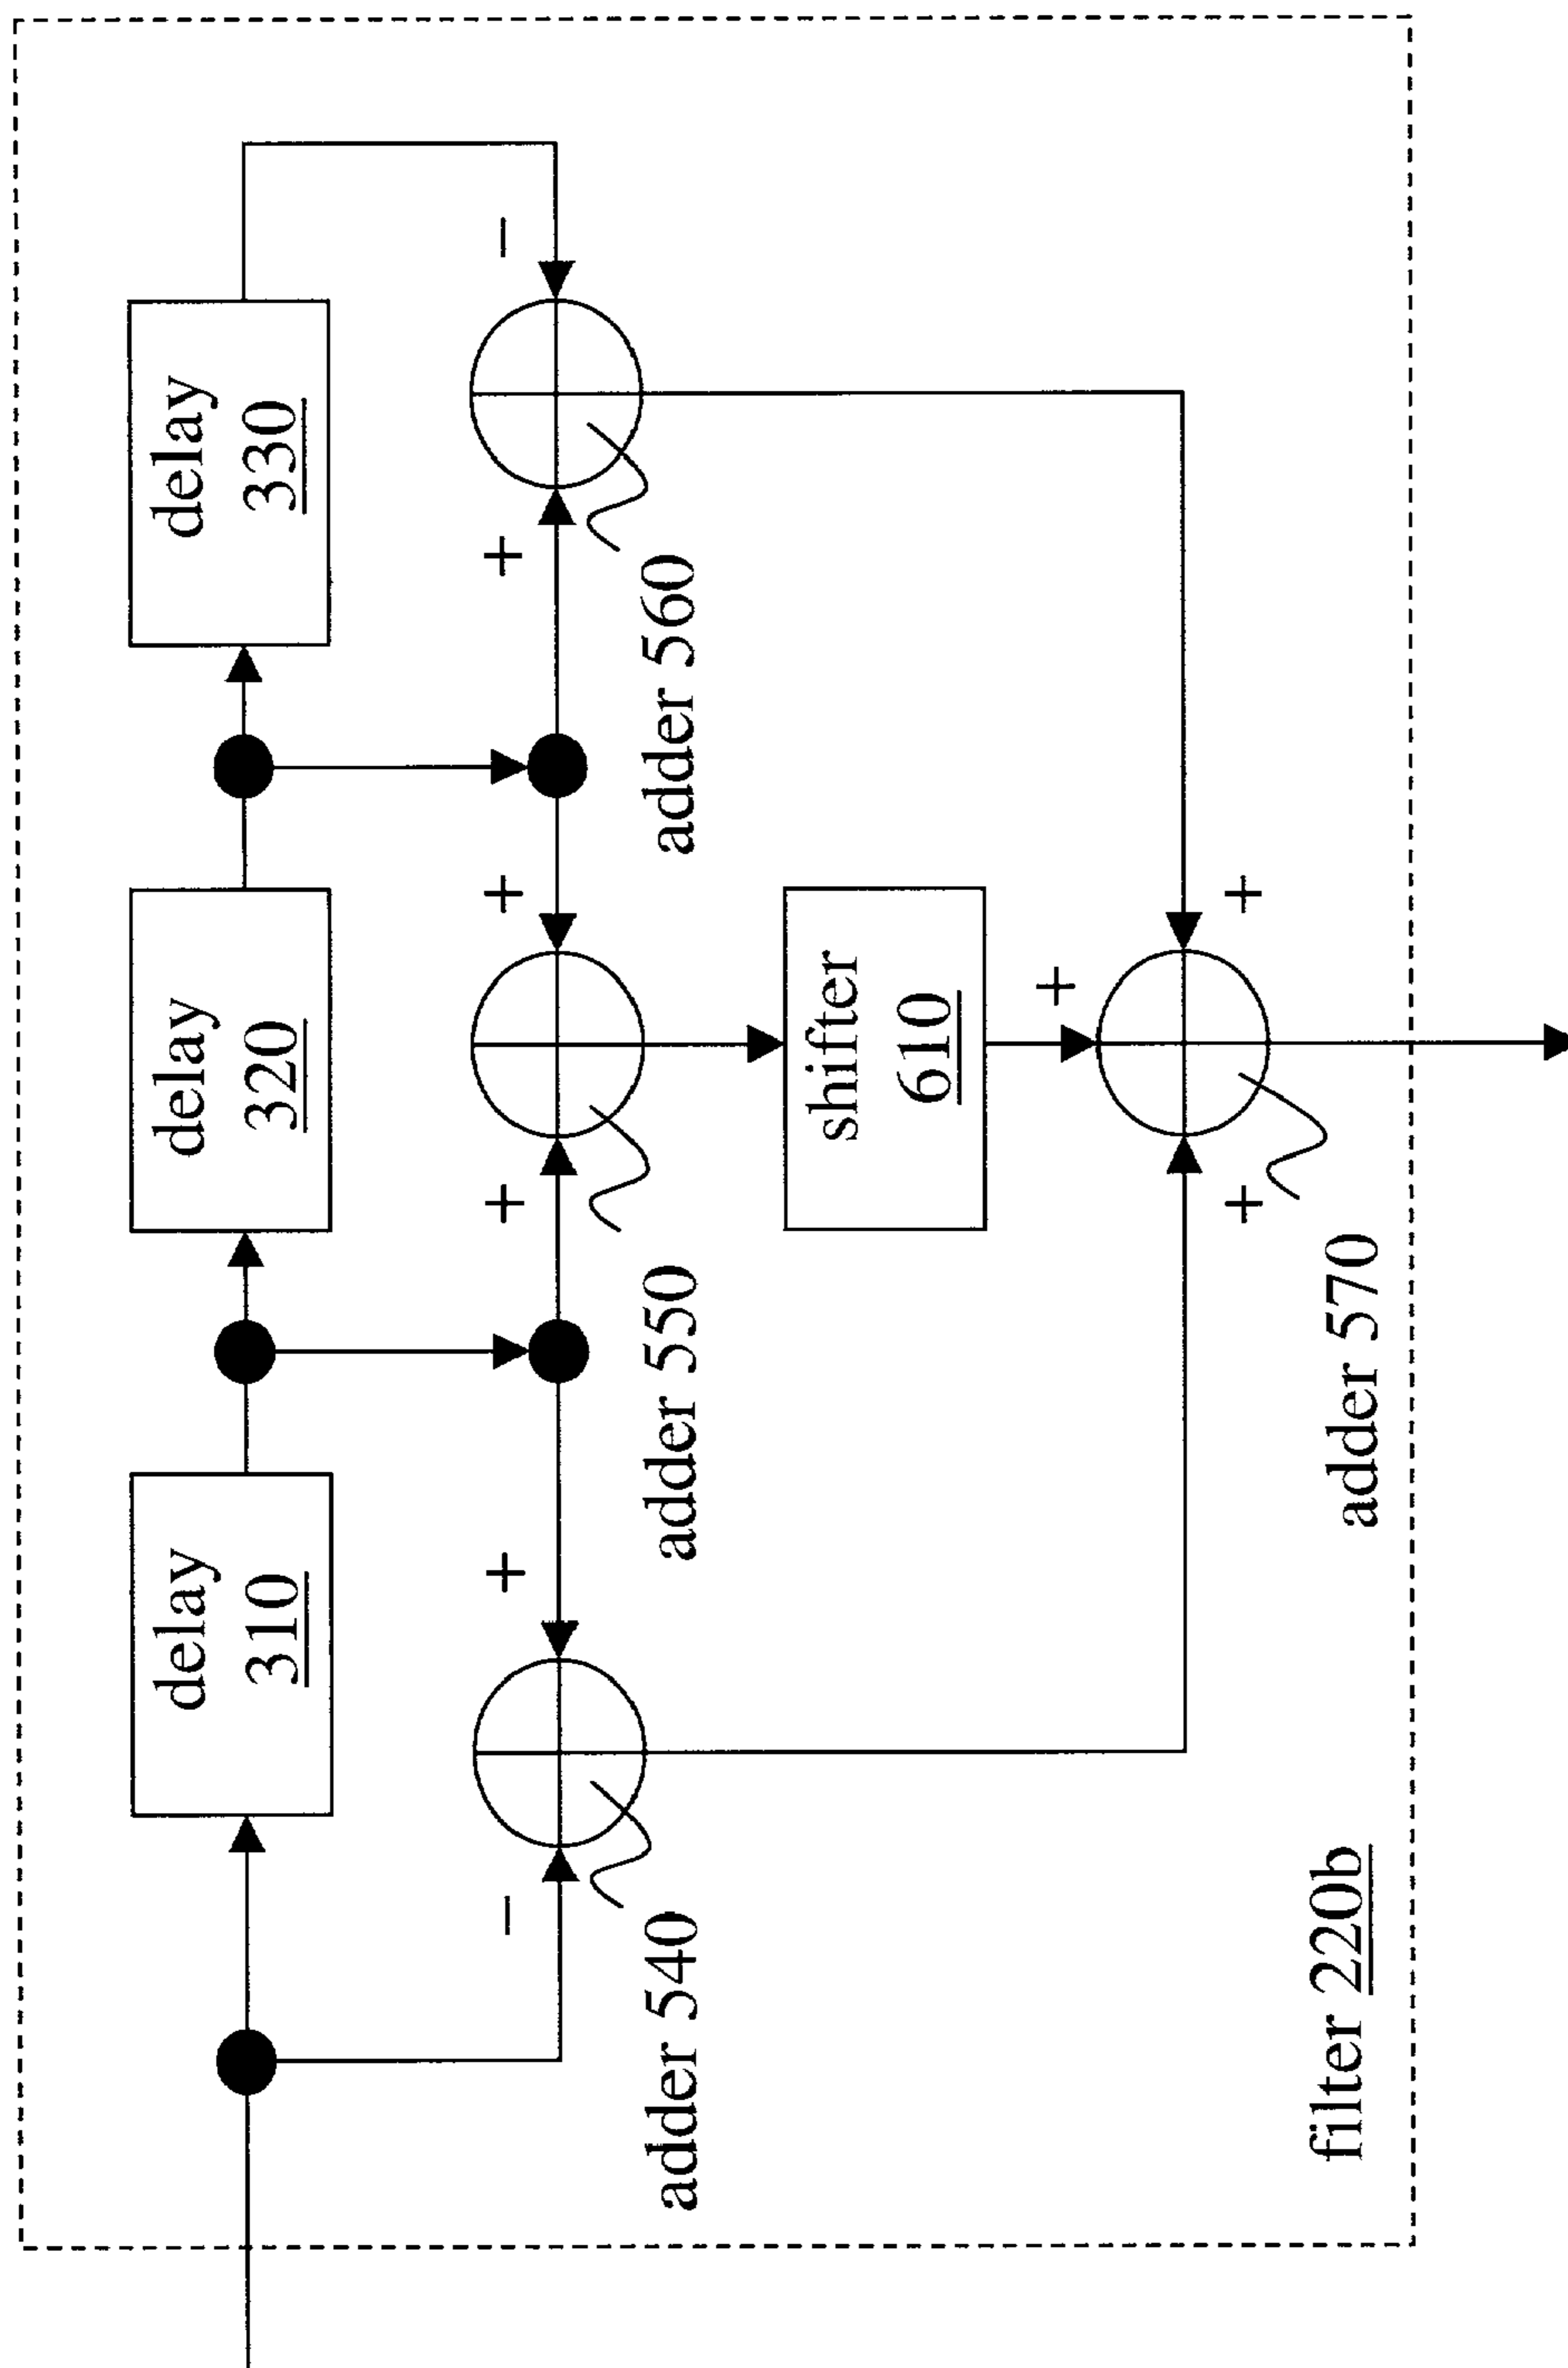 delay
310
delay
320
delay
330
−
+
+
+
+
−
adder 540
adder 550
adder 560
shifter
610
+
+
+
adder 570
filter 220b